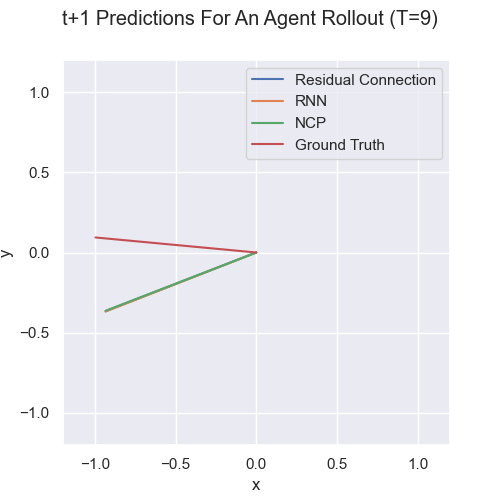 t+1 Predictions For An Agent Rollout (T=9)
Residual Connection
RNN
NCP
Ground Truth
1.0
0.5
0.0
−0.5
−1.0
y
−1.0 −0.5 0.0 0.5 1.0
x